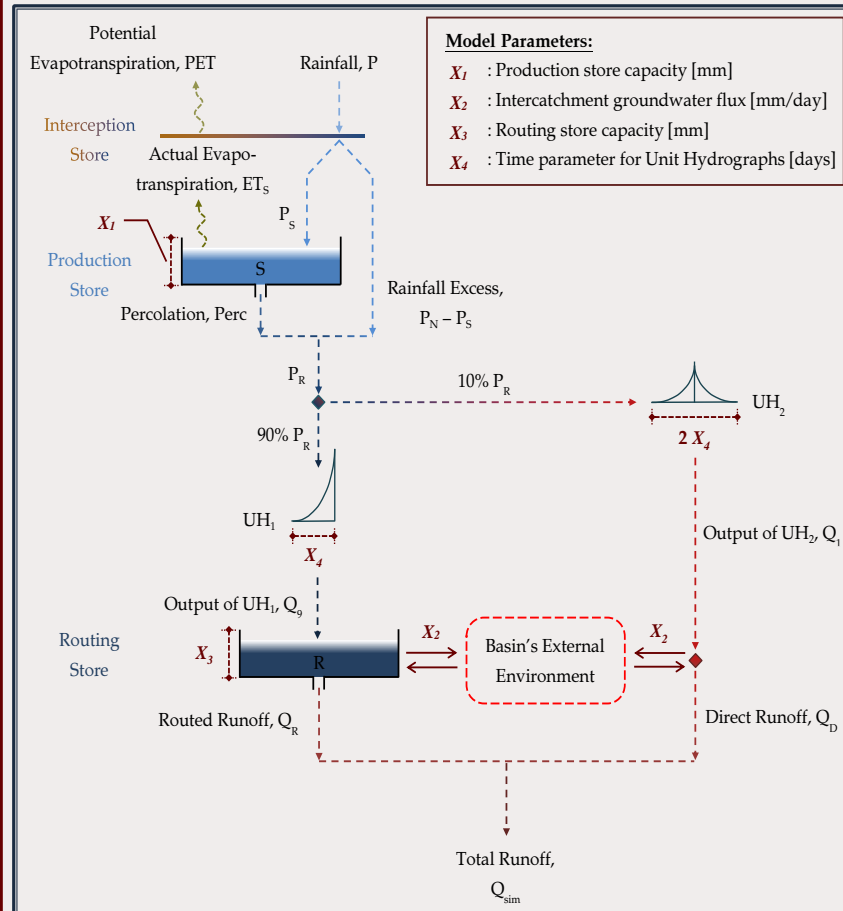 Potential
Evapotranspiration, PET
Rainfall, P
Model Parameters:
X₁ : Production store capacity [mm]
X₂ : Intercatchment groundwater flux [mm/day]
X₃ : Routing store capacity [mm]
X₄ : Time parameter for Unit Hydrographs [days]
Interception
Store
Actual Evapo-
transpiration, ETS
PS
X₁
Production
Store
S
Percolation, Perc
Rainfall Excess,
PN – PS
PR
10% PR
UH₂
2 X₄
90% PR
UH₁
X₄
Output of UH₂, Q₁
Output of UH₁, Q₉
Routing
Store
X₃
R
X₂
Basin's External
Environment
X₂
Routed Runoff, QR
Direct Runoff, QD
Total Runoff,
Qsim